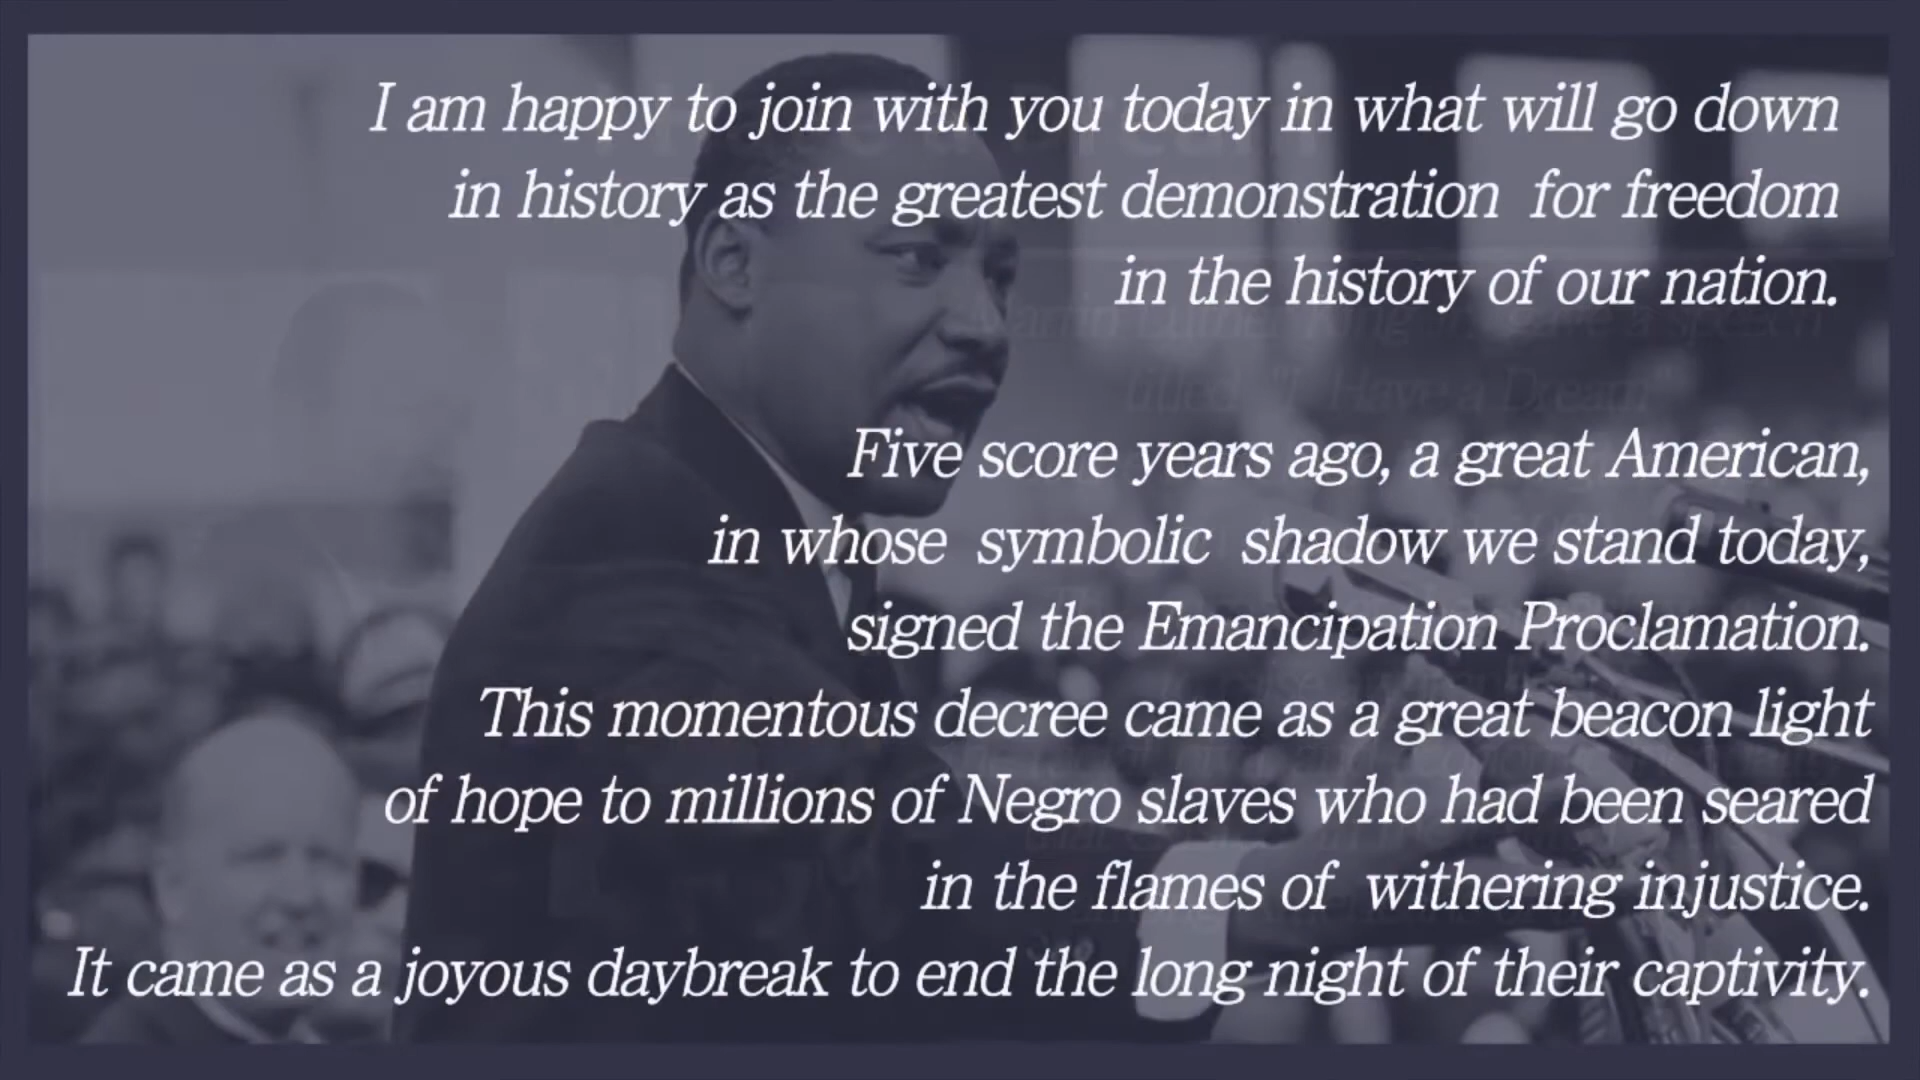 I am happy to join with you today in what will go down
in history as the greatest demonstration for freedom
in the history of our nation.
Five score years ago, a great American,
in whose symbolic shadow we stand today,
signed the Emancipation Proclamation.
This momentous decree came as a great beacon light
of hope to millions of Negro slaves who had been seared
in the flames of withering injustice.
It came as a joyous daybreak to end the long night of their captivity.